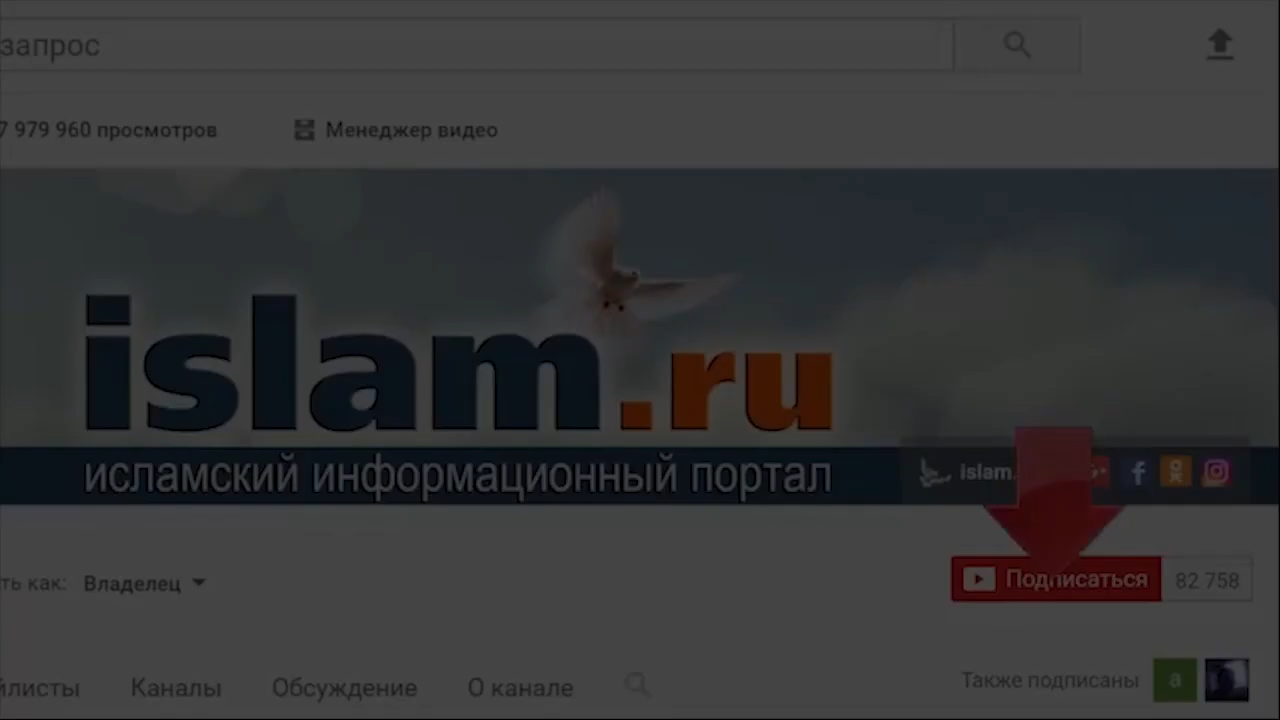 запрос
7 979 960 просмотров
Менеджер видео
islam.ru
исламский информационный портал
islam.
ть как: Владелец
Подписаться 82 758
йлисты Каналы Обсуждение О канале
Также подписаны a